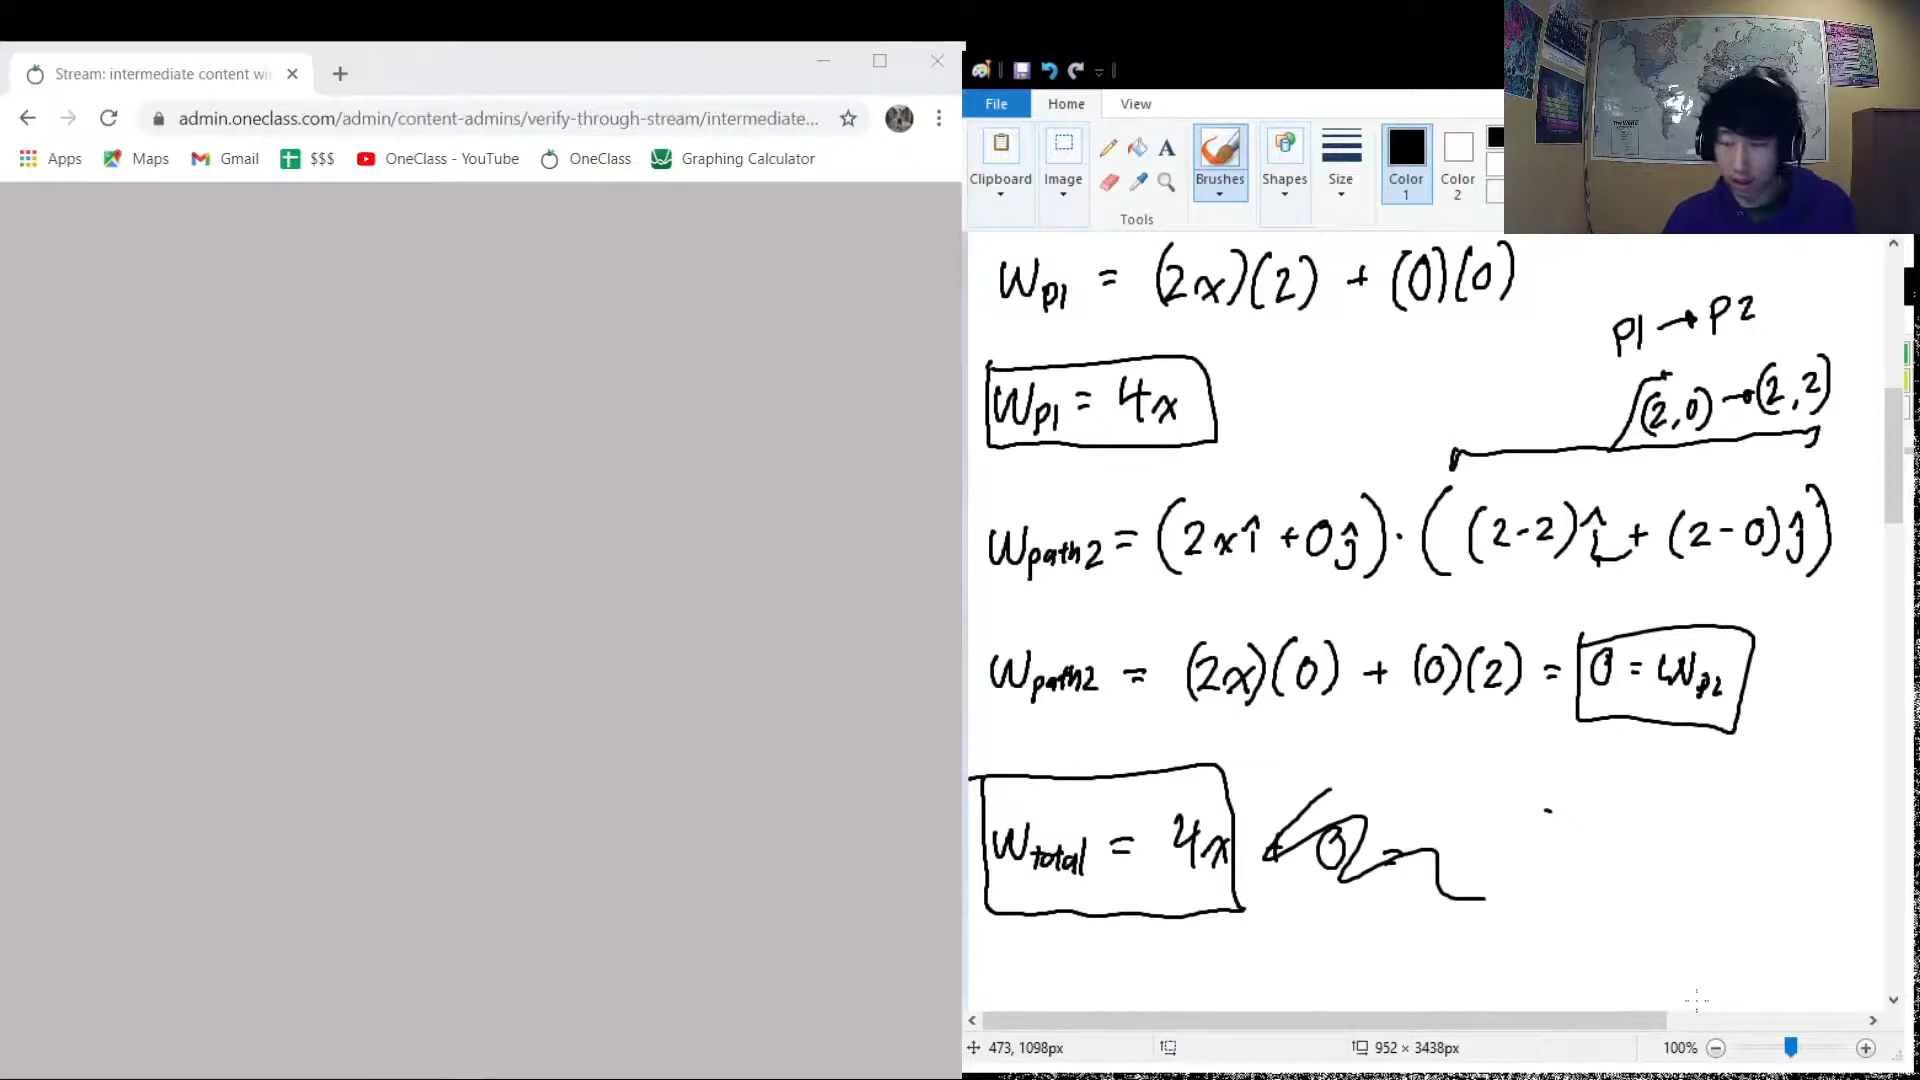 Stream: intermediate content wi
admin.oneclass.com/admin/content-admins/verify-through-stream/intermediate...
Apps Maps Gmail $$$ OneClass - YouTube OneClass Graphing Calculator
File Home View
Clipboard Image Brushes Shapes Size Color 1 Color 2
Tools
W_P1 = (2x)(2) + (0)(0)
P1 → P2
W_P1 = 4x
(2,0) → (2,2)
W_path2 = (2xî + 0ĵ) · ((2-2)î + (2-0)ĵ)
W_path2 = (2x)(0) + (0)(2) = 0 = W_P2
W_total = 4x
473, 1098px 952 × 3438px 100%